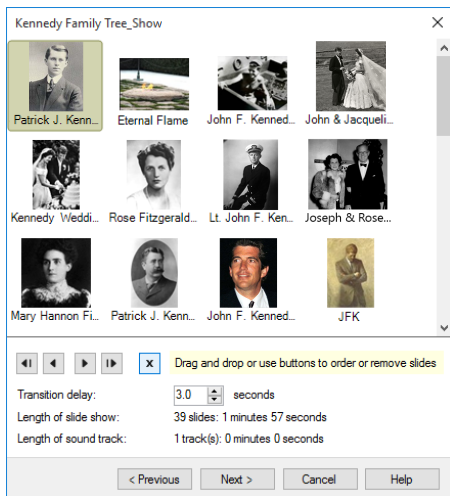 Kennedy Family Tree_Show
Patrick J. Kenn...
Eternal Flame
John F. Kenned...
John & Jacqueli...
Kennedy Weddi...
Rose Fitzgerald...
Lt. John F. Ken...
Joseph & Rose...
Mary Hannon Fi...
Patrick J. Kenn...
John F. Kenned...
JFK
x
Drag and drop or use buttons to order or remove slides
Transition delay:
3.0
seconds
Length of slide show:
39 slides: 1 minutes 57 seconds
Length of sound track:
1 track(s): 0 minutes 0 seconds
< Previous
Next >
Cancel
Help